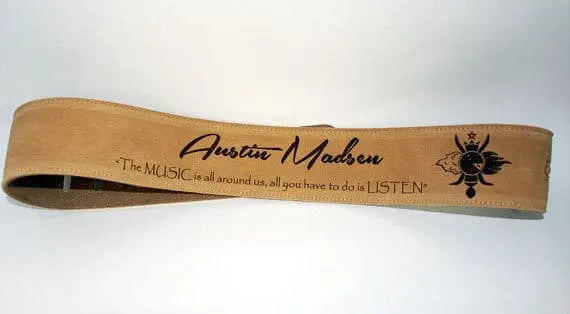 Austin Madsen
"The MUSIC is all around us, all you have to do is LISTEN"